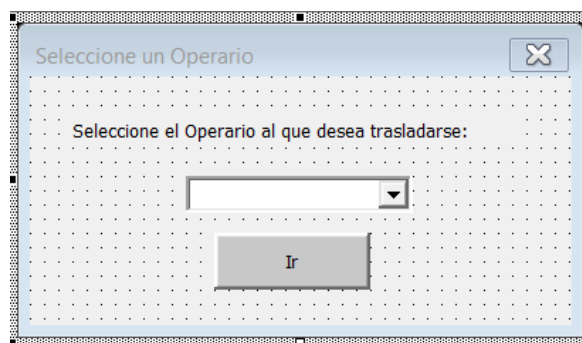 Seleccione un Operario
Seleccione el Operario al que desea trasladarse:
Ir